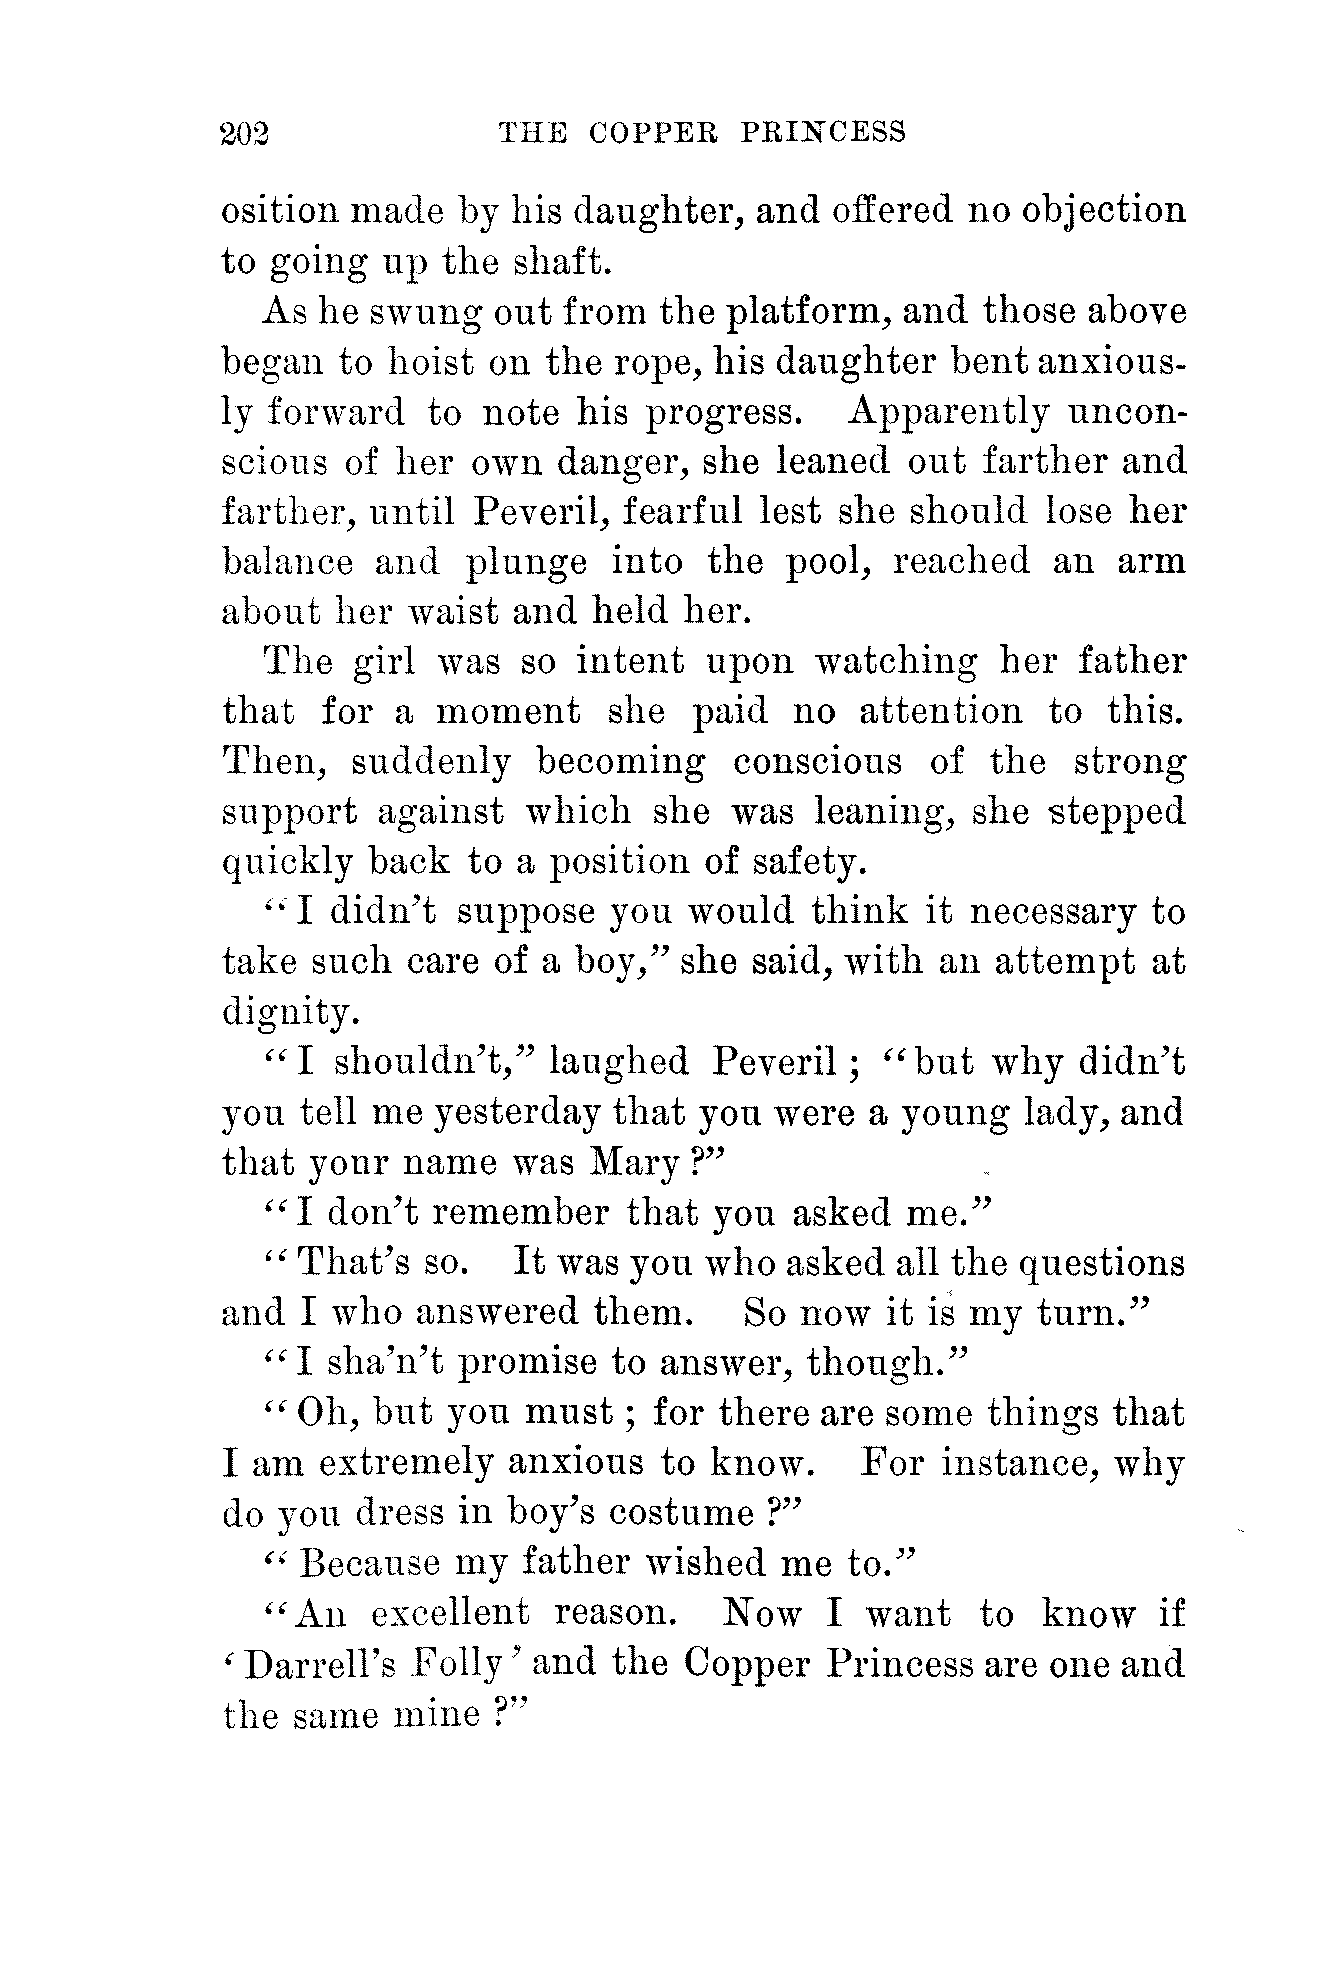 202 THE COPPER PRINCESS
osition made by his daughter, and offered no objection
to going up the shaft.
As he swung out from the platform, and those above
began to hoist on the rope, his daughter bent anxious-
ly forward to note his progress. Apparently uncon-
scious of her own danger, she leaned out farther and
farther, until Peveril, fearful lest she should lose her
balance and plunge into the pool, reached an arm
about her waist and held her.
The girl was so intent upon watching her father
that for a moment she paid no attention to this.
Then, suddenly becoming conscious of the strong
support against which she was leaning, she stepped
quickly back to a position of safety.
“I didn’t suppose you would think it necessary to
take such care of a boy,” she said, with an attempt at
dignity.
“I shouldn’t,” laughed Peveril ; “but why didn’t
you tell me yesterday that you were a young lady, and
that your name was Mary ?”
“I don’t remember that you asked me.”
“That’s so. It was you who asked all the questions
and I who answered them. So now it is my turn.”
“I sha’n’t promise to answer, though.”
“Oh, but you must ; for there are some things that
I am extremely anxious to know. For instance, why
do you dress in boy’s costume ?”
“Because my father wished me to.”
“An excellent reason. Now I want to know if
‘Darrell’s Folly’ and the Copper Princess are one and
the same mine ?”